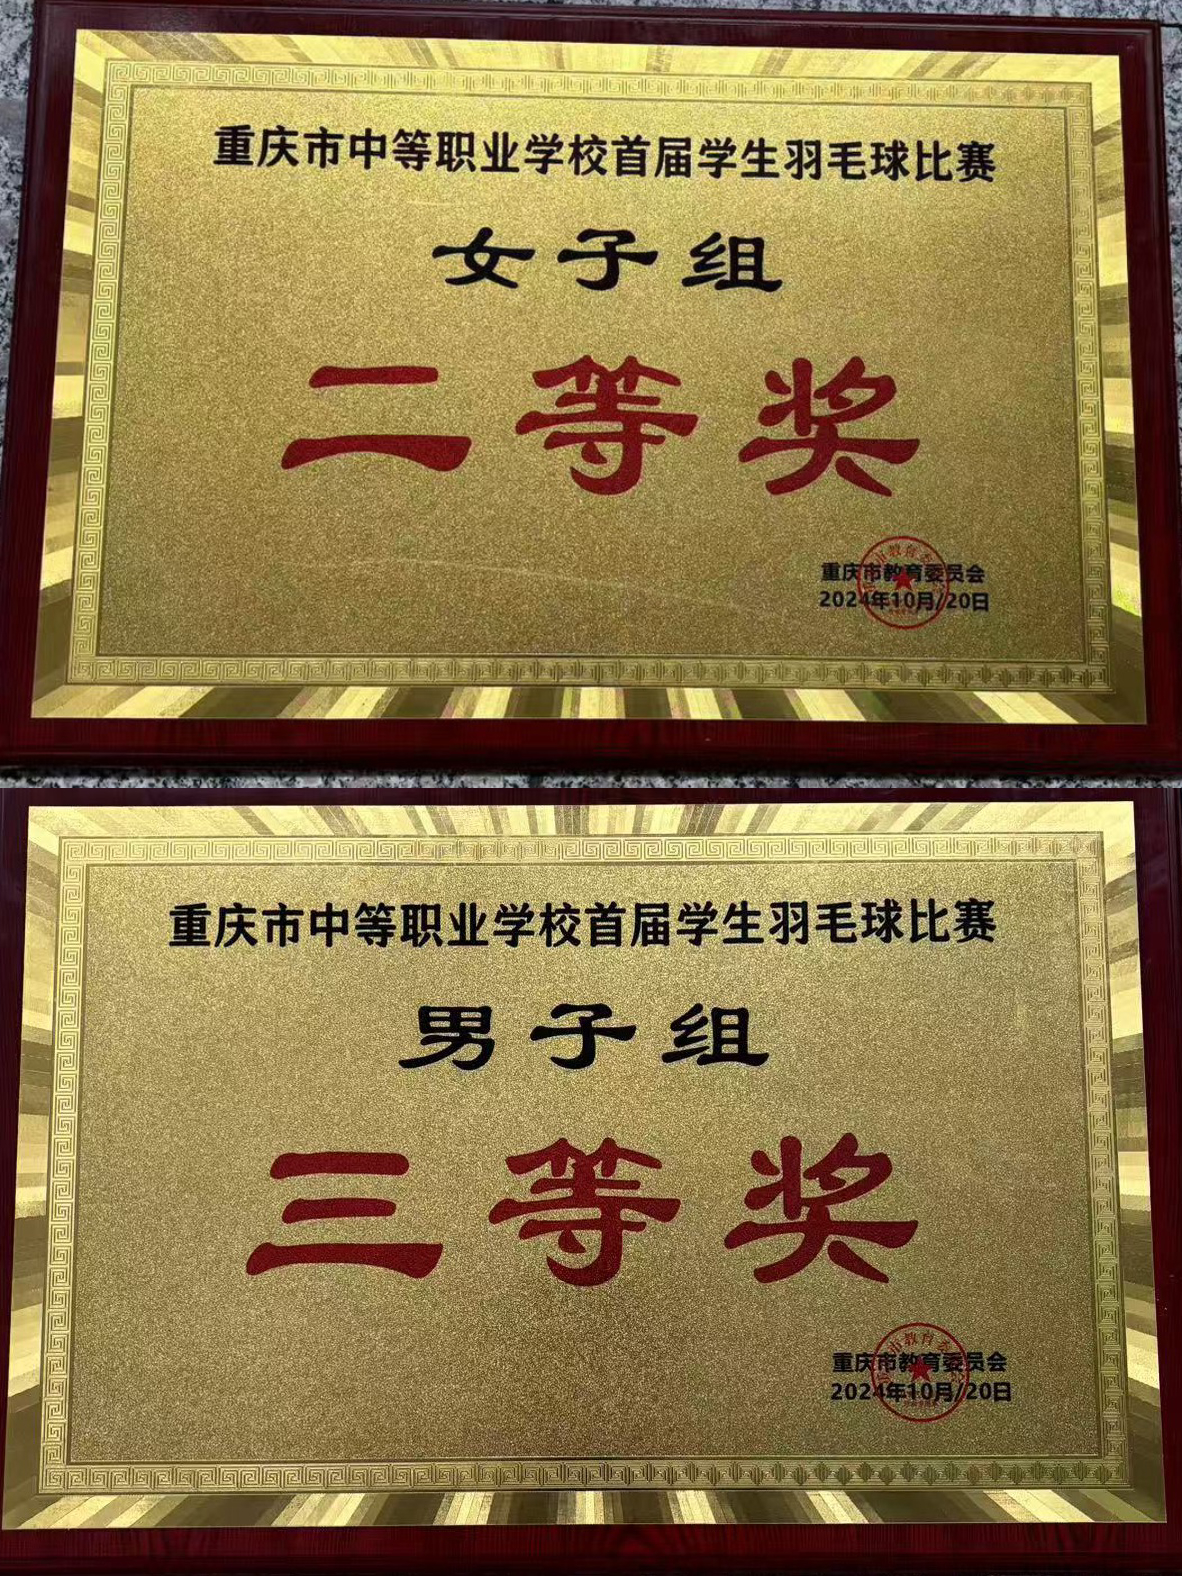 重庆市中等职业学校首届学生羽毛球比赛
女子组
二等奖
重庆市教育委员会
2024年10月/20日
重庆市中等职业学校首届学生羽毛球比赛
男子组
三等奖
重庆市教育委员会
2024年10月/20日